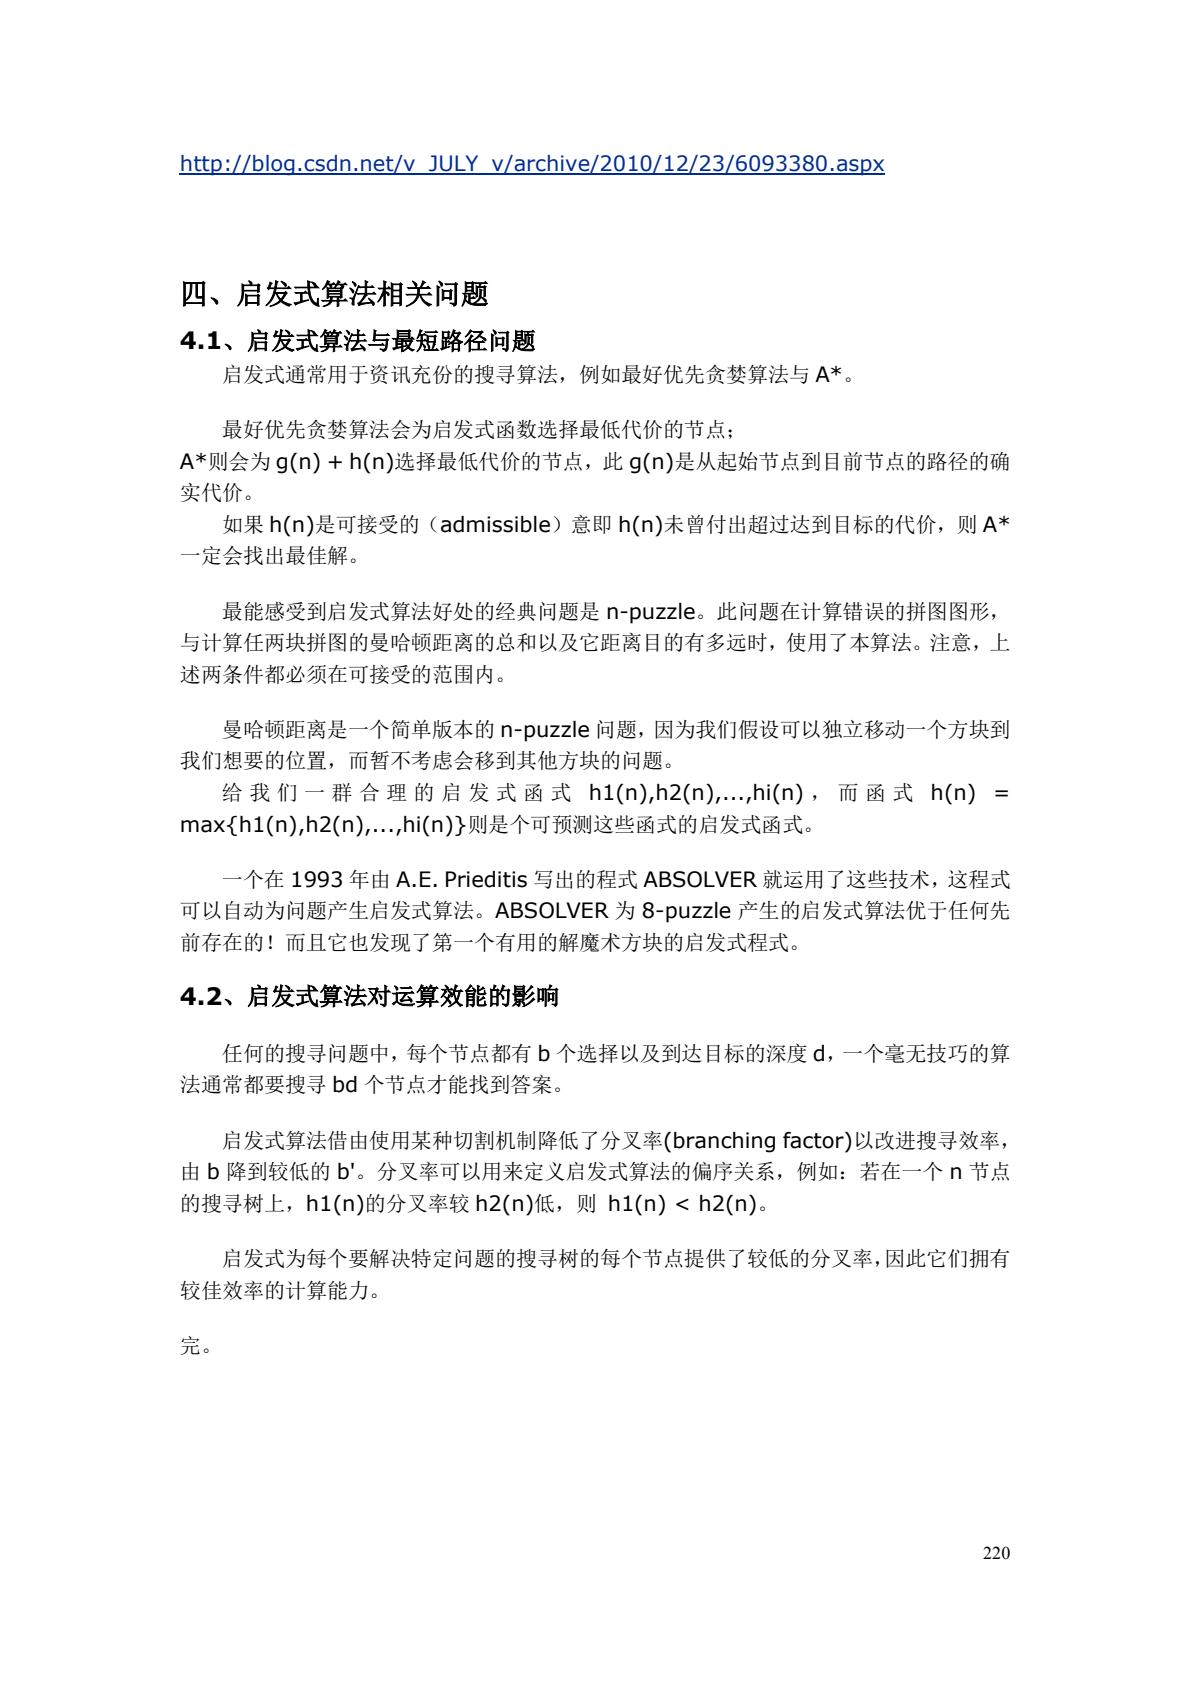 http://blog.csdn.net/v_JULY_v/archive/2010/12/23/6093380.aspx
四、启发式算法相关问题
4.1、启发式算法与最短路径问题
启发式通常用于资讯充份的搜寻算法，例如最好优先贪婪算法与 A*。
最好优先贪婪算法会为启发式函数选择最低代价的节点；
A*则会为 g(n) + h(n)选择最低代价的节点，此 g(n)是从起始节点到目前节点的路径的确
实代价。
如果 h(n)是可接受的（admissible）意即 h(n)未曾付出超过达到目标的代价，则 A*
一定会找出最佳解。
最能感受到启发式算法好处的经典问题是 n-puzzle。此问题在计算错误的拼图图形，
与计算任两块拼图的曼哈顿距离的总和以及它距离目的有多远时，使用了本算法。注意，上
述两条件都必须在可接受的范围内。
曼哈顿距离是一个简单版本的 n-puzzle 问题，因为我们假设可以独立移动一个方块到
我们想要的位置，而暂不考虑会移到其他方块的问题。
给我们一群合理的启发式函式 h1(n),h2(n),...,hi(n)，而函式 h(n) =
max{h1(n),h2(n),...,hi(n)}则是个可预测这些函式的启发式函式。
一个在 1993 年由 A.E. Prieditis 写出的程式 ABSOLVER 就运用了这些技术，这程式
可以自动为问题产生启发式算法。ABSOLVER 为 8-puzzle 产生的启发式算法优于任何先
前存在的！而且它也发现了第一个有用的解魔术方块的启发式程式。
4.2、启发式算法对运算效能的影响
任何的搜寻问题中，每个节点都有 b 个选择以及到达目标的深度 d，一个毫无技巧的算
法通常都要搜寻 bd 个节点才能找到答案。
启发式算法借由使用某种切割机制降低了分叉率(branching factor)以改进搜寻效率，
由 b 降到较低的 b'。分叉率可以用来定义启发式算法的偏序关系，例如：若在一个 n 节点
的搜寻树上，h1(n)的分叉率较 h2(n)低，则 h1(n) < h2(n)。
启发式为每个要解决特定问题的搜寻树的每个节点提供了较低的分叉率，因此它们拥有
较佳效率的计算能力。
完。
220